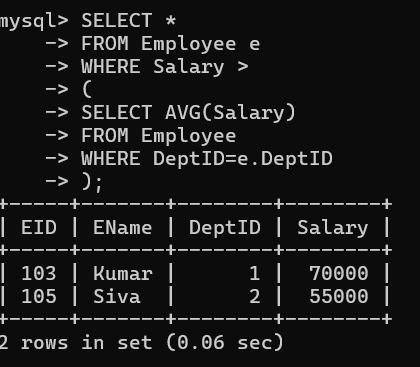 mysql> SELECT *
    -> FROM Employee e
    -> WHERE Salary >
    -> (
    -> SELECT AVG(Salary)
    -> FROM Employee
    -> WHERE DeptID=e.DeptID
    -> );
+-----+-------+--------+--------+
| EID | EName | DeptID | Salary |
+-----+-------+--------+--------+
| 103 | Kumar |      1 |  70000 |
| 105 | Siva  |      2 |  55000 |
+-----+-------+--------+--------+
2 rows in set (0.06 sec)